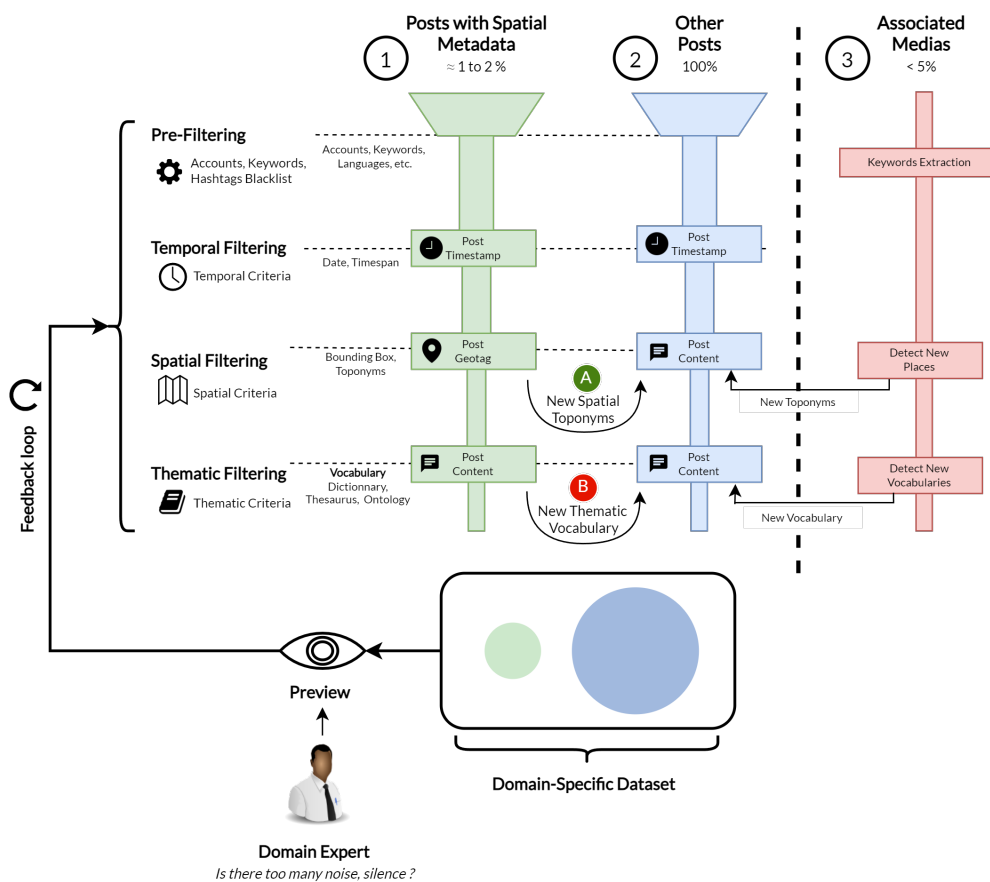 1
Posts with Spatial
Metadata
≈ 1 to 2 %
2
Other
Posts
100%
3
Associated
Medias
< 5%
Pre-Filtering
Accounts, Keywords,
Hashtags Blacklist
Accounts, Keywords,
Languages, etc.
Keywords Extraction
Temporal Filtering
Temporal Criteria
Date, Timespan
Post
Timestamp
Post
Timestamp
Spatial Filtering
Spatial Criteria
Bounding Box,
Toponyms
Post
Geotag
A
New Spatial
Toponyms
Post
Content
Detect New
Places
New Toponyms
Thematic Filtering
Thematic Criteria
Vocabulary
Dictionnary,
Thesaurus, Ontology
Post
Content
B
New Thematic
Vocabulary
Post
Content
Detect New
Vocabularies
New Vocabulary
Feedback loop
Preview
Domain-Specific Dataset
Domain Expert
Is there too many noise, silence ?